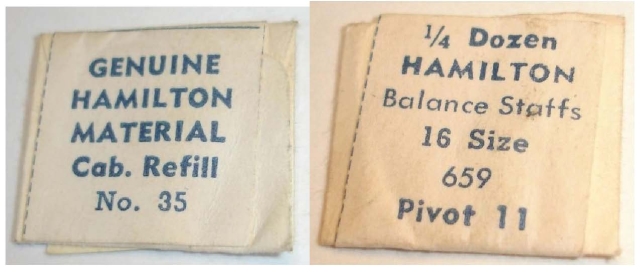 GENUINE
HAMILTON
MATERIAL
Cab. Refill
No. 35
1/4 Dozen
HAMILTON
Balance Staffs
16 Size
659
Pivot 11